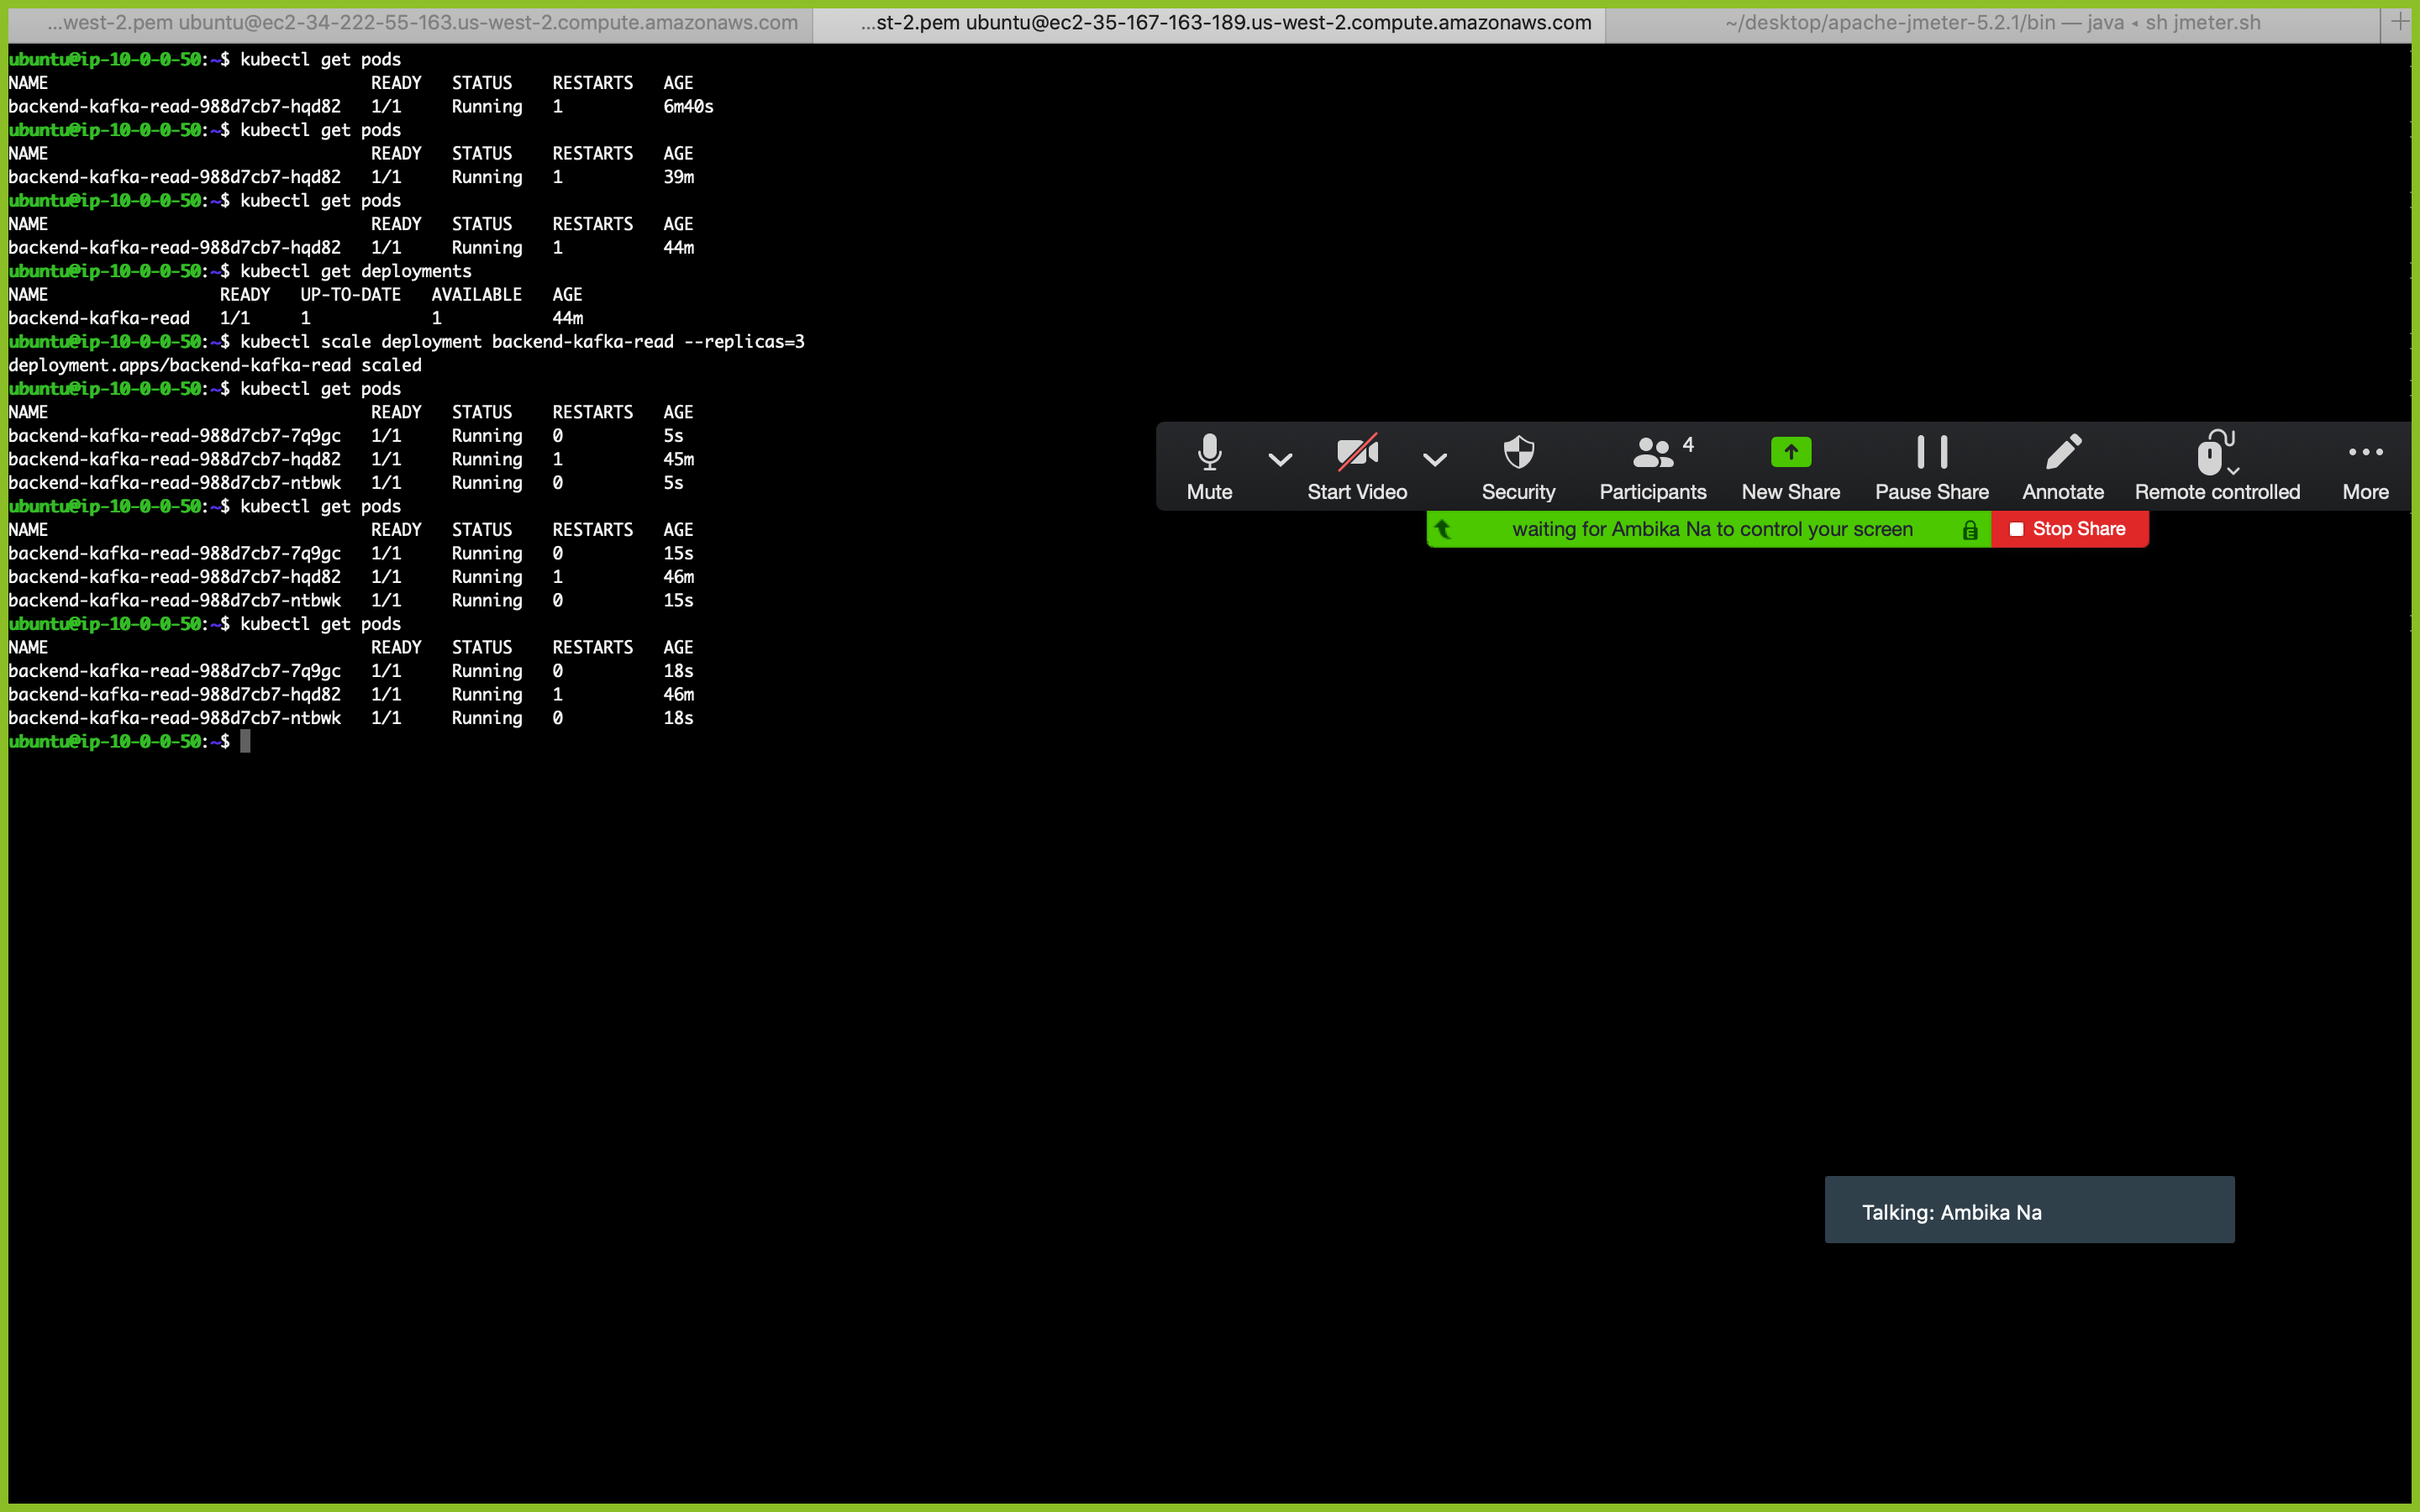 ...west-2.pem ubuntu@ec2-34-222-55-163.us-west-2.compute.amazonaws.com
...st-2.pem ubuntu@ec2-35-167-163-189.us-west-2.compute.amazonaws.com
~/desktop/apache-jmeter-5.2.1/bin — java ◂ sh jmeter.sh
ubuntu@ip-10-0-0-50:~$ kubectl get pods
NAME READY STATUS RESTARTS AGE
backend-kafka-read-988d7cb7-hqd82 1/1 Running 1 6m40s
ubuntu@ip-10-0-0-50:~$ kubectl get pods
NAME READY STATUS RESTARTS AGE
backend-kafka-read-988d7cb7-hqd82 1/1 Running 1 39m
ubuntu@ip-10-0-0-50:~$ kubectl get pods
NAME READY STATUS RESTARTS AGE
backend-kafka-read-988d7cb7-hqd82 1/1 Running 1 44m
ubuntu@ip-10-0-0-50:~$ kubectl get deployments
NAME READY UP-TO-DATE AVAILABLE AGE
backend-kafka-read 1/1 1 1 44m
ubuntu@ip-10-0-0-50:~$ kubectl scale deployment backend-kafka-read --replicas=3
deployment.apps/backend-kafka-read scaled
ubuntu@ip-10-0-0-50:~$ kubectl get pods
NAME READY STATUS RESTARTS AGE
backend-kafka-read-988d7cb7-7q9gc 1/1 Running 0 5s
backend-kafka-read-988d7cb7-hqd82 1/1 Running 1 45m
backend-kafka-read-988d7cb7-ntbwk 1/1 Running 0 5s
ubuntu@ip-10-0-0-50:~$ kubectl get pods
NAME READY STATUS RESTARTS AGE
backend-kafka-read-988d7cb7-7q9gc 1/1 Running 0 15s
backend-kafka-read-988d7cb7-hqd82 1/1 Running 1 46m
backend-kafka-read-988d7cb7-ntbwk 1/1 Running 0 15s
ubuntu@ip-10-0-0-50:~$ kubectl get pods
NAME READY STATUS RESTARTS AGE
backend-kafka-read-988d7cb7-7q9gc 1/1 Running 0 18s
backend-kafka-read-988d7cb7-hqd82 1/1 Running 1 46m
backend-kafka-read-988d7cb7-ntbwk 1/1 Running 0 18s
ubuntu@ip-10-0-0-50:~$
4
Mute Start Video Security Participants New Share Pause Share Annotate Remote controlled More
waiting for Ambika Na to control your screen Stop Share
Talking: Ambika Na